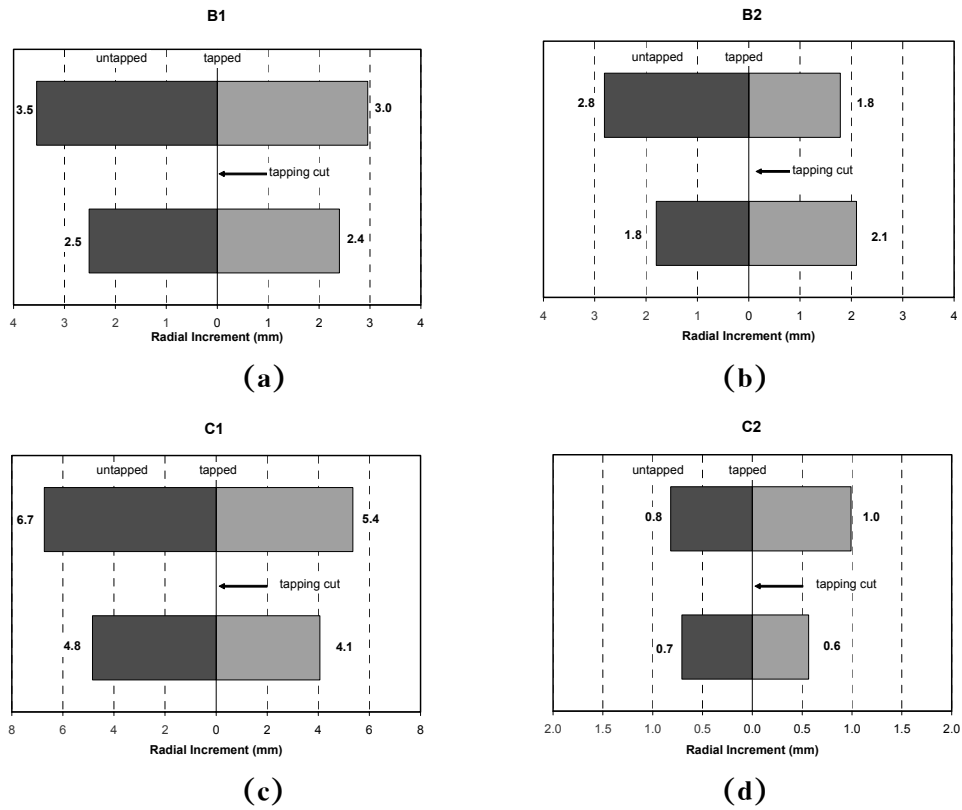 B1
untapped tapped
3.5 3.0
tapping cut
2.5 2.4
4 3 2 1 0 1 2 3 4
Radial Increment (mm)
(a)
B2
untapped tapped
2.8 1.8
tapping cut
1.8 2.1
4 3 2 1 0 1 2 3 4
Radial Increment (mm)
(b)
C1
untapped tapped
6.7 5.4
tapping cut
4.8 4.1
8 6 4 2 0 2 4 6 8
Radial Increment (mm)
(c)
C2
untapped tapped
0.8 1.0
tapping cut
0.7 0.6
2.0 1.5 1.0 0.5 0.0 0.5 1.0 1.5 2.0
Radial Increment (mm)
(d)